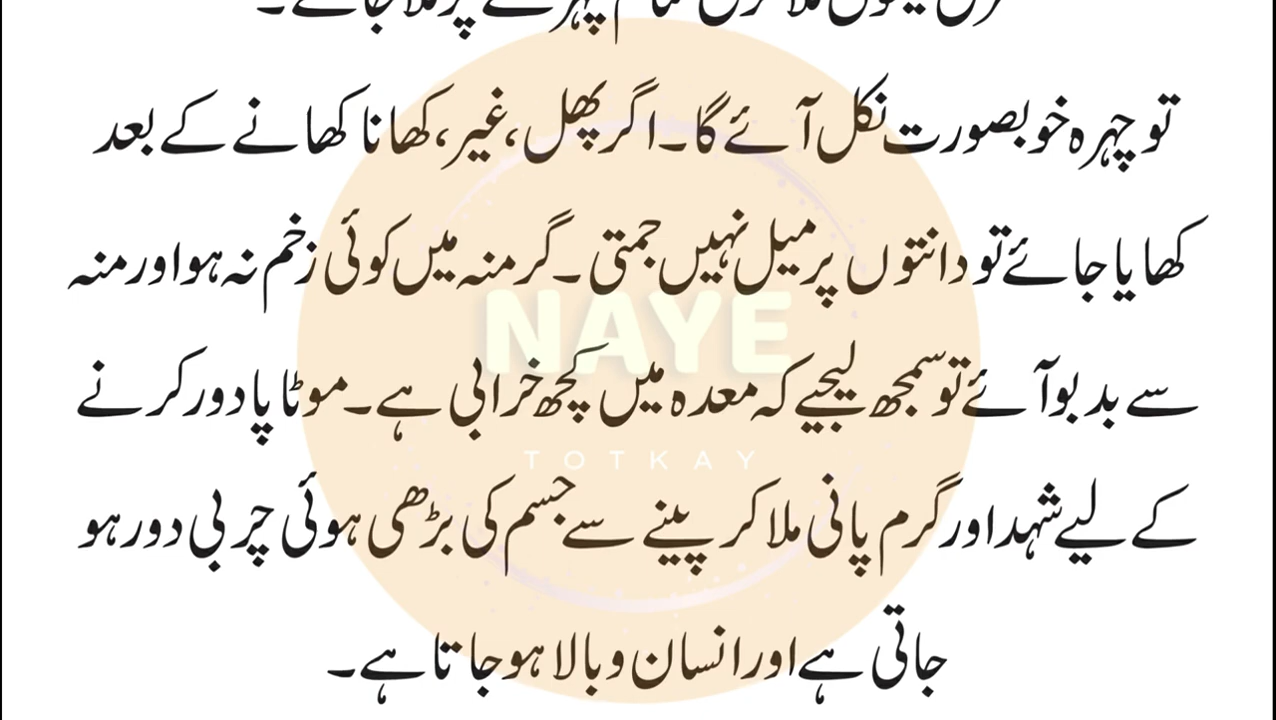 تو چہرہ خوبصورت نکل آئے گا۔ اگر پھل، غیر، کھانا کھانے کے بعد
کھایا جائے تو دانتوں پر میل نہیں جمتی۔ گر منہ میں کوئی زخم نہ ہو اور منہ
NAYE
سے بدبو آئے تو سمجھ لیجیے کہ معدہ میں کچھ خرابی ہے۔ موٹاپا دور کرنے
TOTKAY
کے لیے شہد اور گرم پانی ملا کر پینے سے جسم کی بڑھی ہوئی چربی دور ہو
جاتی ہے اور انسان و بالا ہو جاتا ہے۔